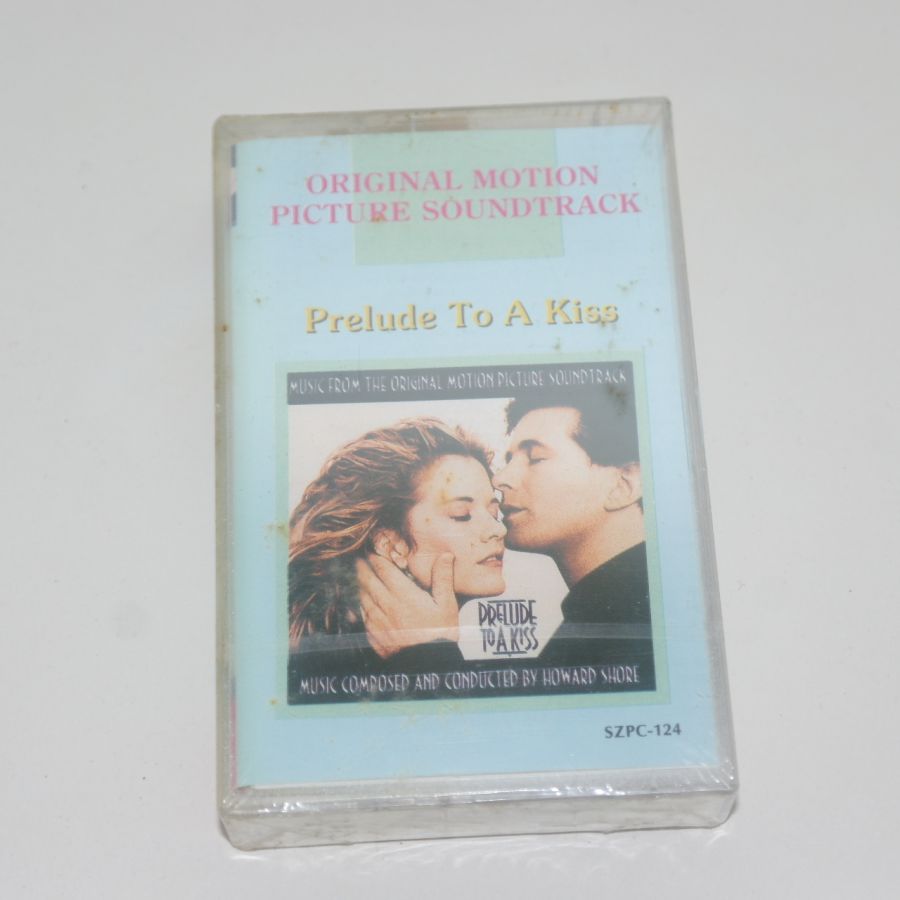 ORIGINAL MOTION
PICTURE SOUNDTRACK
Prelude To A Kiss
MUSIC FROM THE ORIGINAL MOTION PICTURE SOUNDTRACK
PRELUDE
TO A KISS
MUSIC COMPOSED AND CONDUCTED BY HOWARD SHORE
SZPC-124